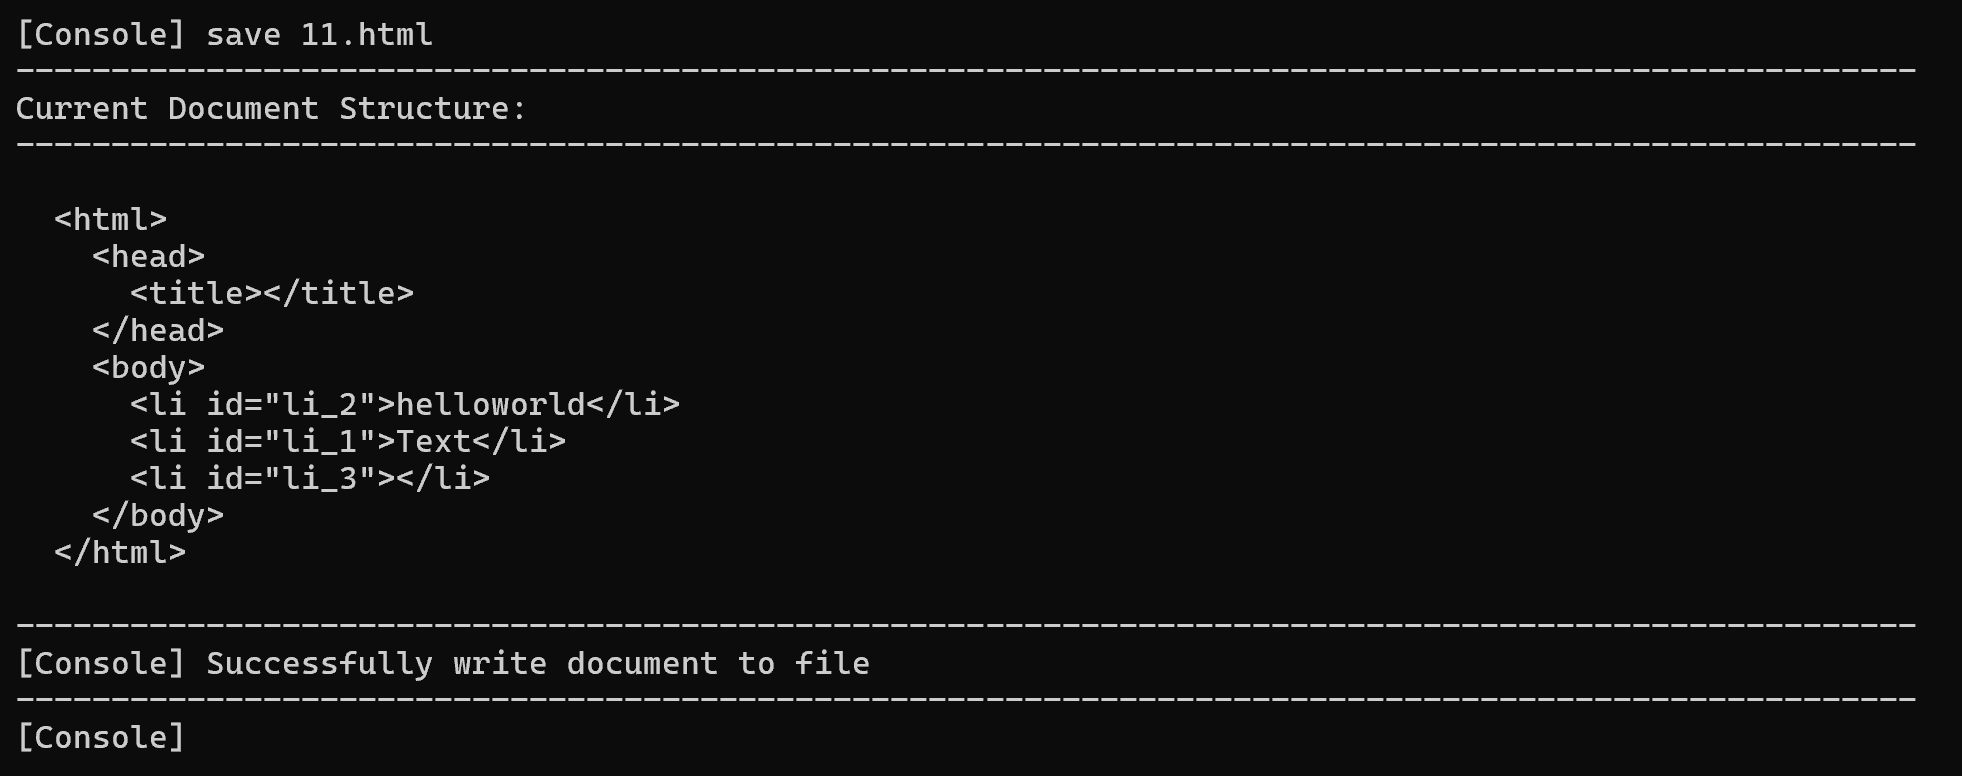 [Console] save 11.html
----------------------------------------------------------------------------------------------------
Current Document Structure:
----------------------------------------------------------------------------------------------------
  <html>
    <head>
      <title></title>
    </head>
    <body>
      <li id="li_2">helloworld</li>
      <li id="li_1">Text</li>
      <li id="li_3"></li>
    </body>
  </html>
----------------------------------------------------------------------------------------------------
[Console] Successfully write document to file
----------------------------------------------------------------------------------------------------
[Console]